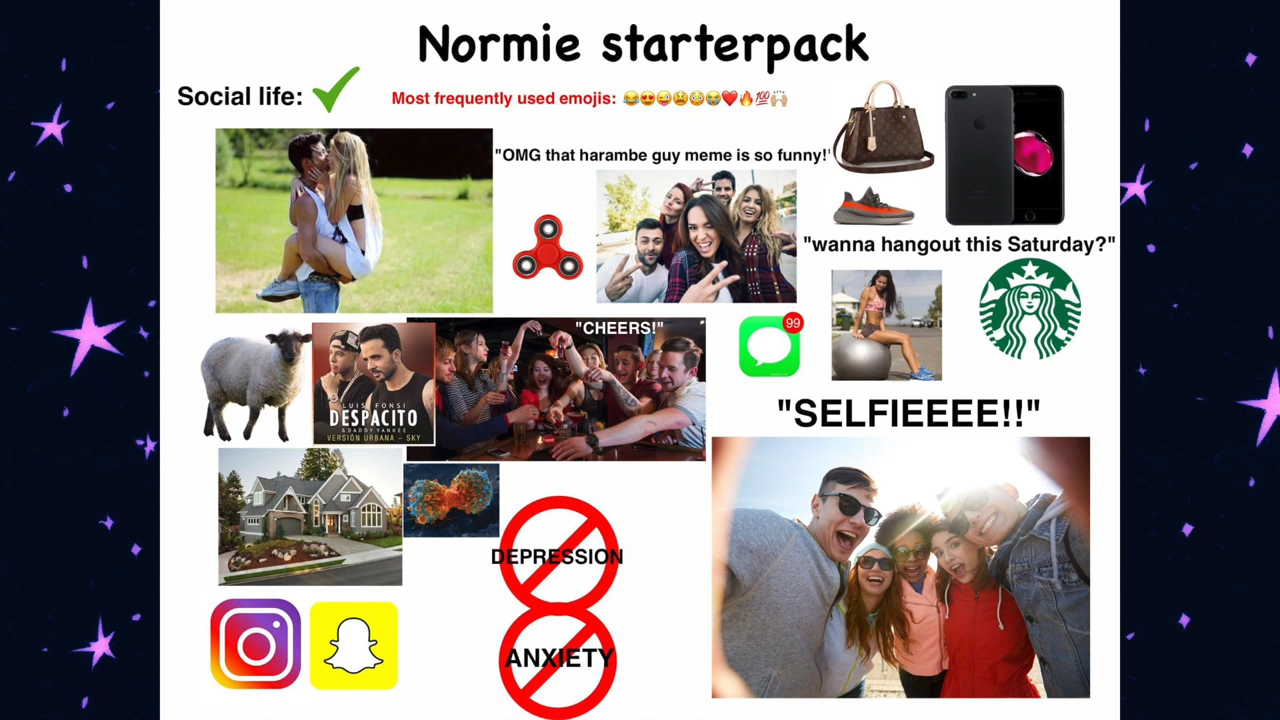 Normie starterpack
Social life: ✓
Most frequently used emojis: 😂😍😜😫😳😭❤️🔥💯🙌🏼
"OMG that harambe guy meme is so funny!'
"wanna hangout this Saturday?"
"CHEERS!"
99
LUIS FONSI
DESPACITO
& DADDY YANKEE
VERSIÓN URBANA – SKY
"SELFIEEEE!!"
DEPRESSION
ANXIETY